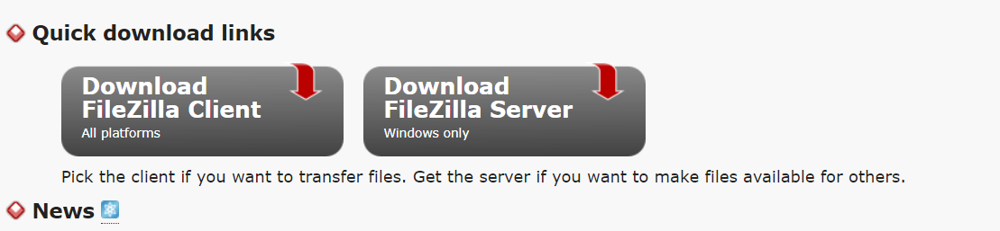 Quick download links
Download
FileZilla Client
All platforms
Download
FileZilla Server
Windows only
Pick the client if you want to transfer files. Get the server if you want to make files available for others.
News